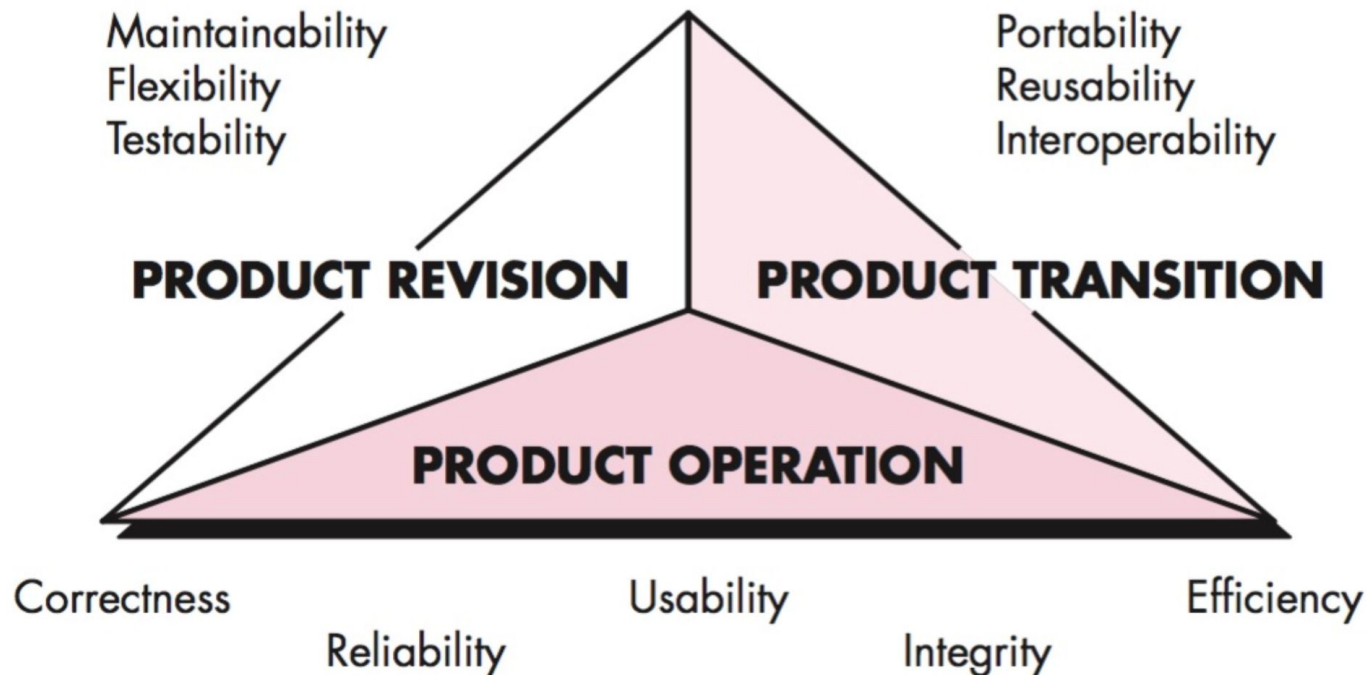 Maintainability
Flexibility
Testability
Portability
Reusability
Interoperability
PRODUCT REVISION
PRODUCT TRANSITION
PRODUCT OPERATION
Correctness
Usability
Efficiency
Reliability
Integrity